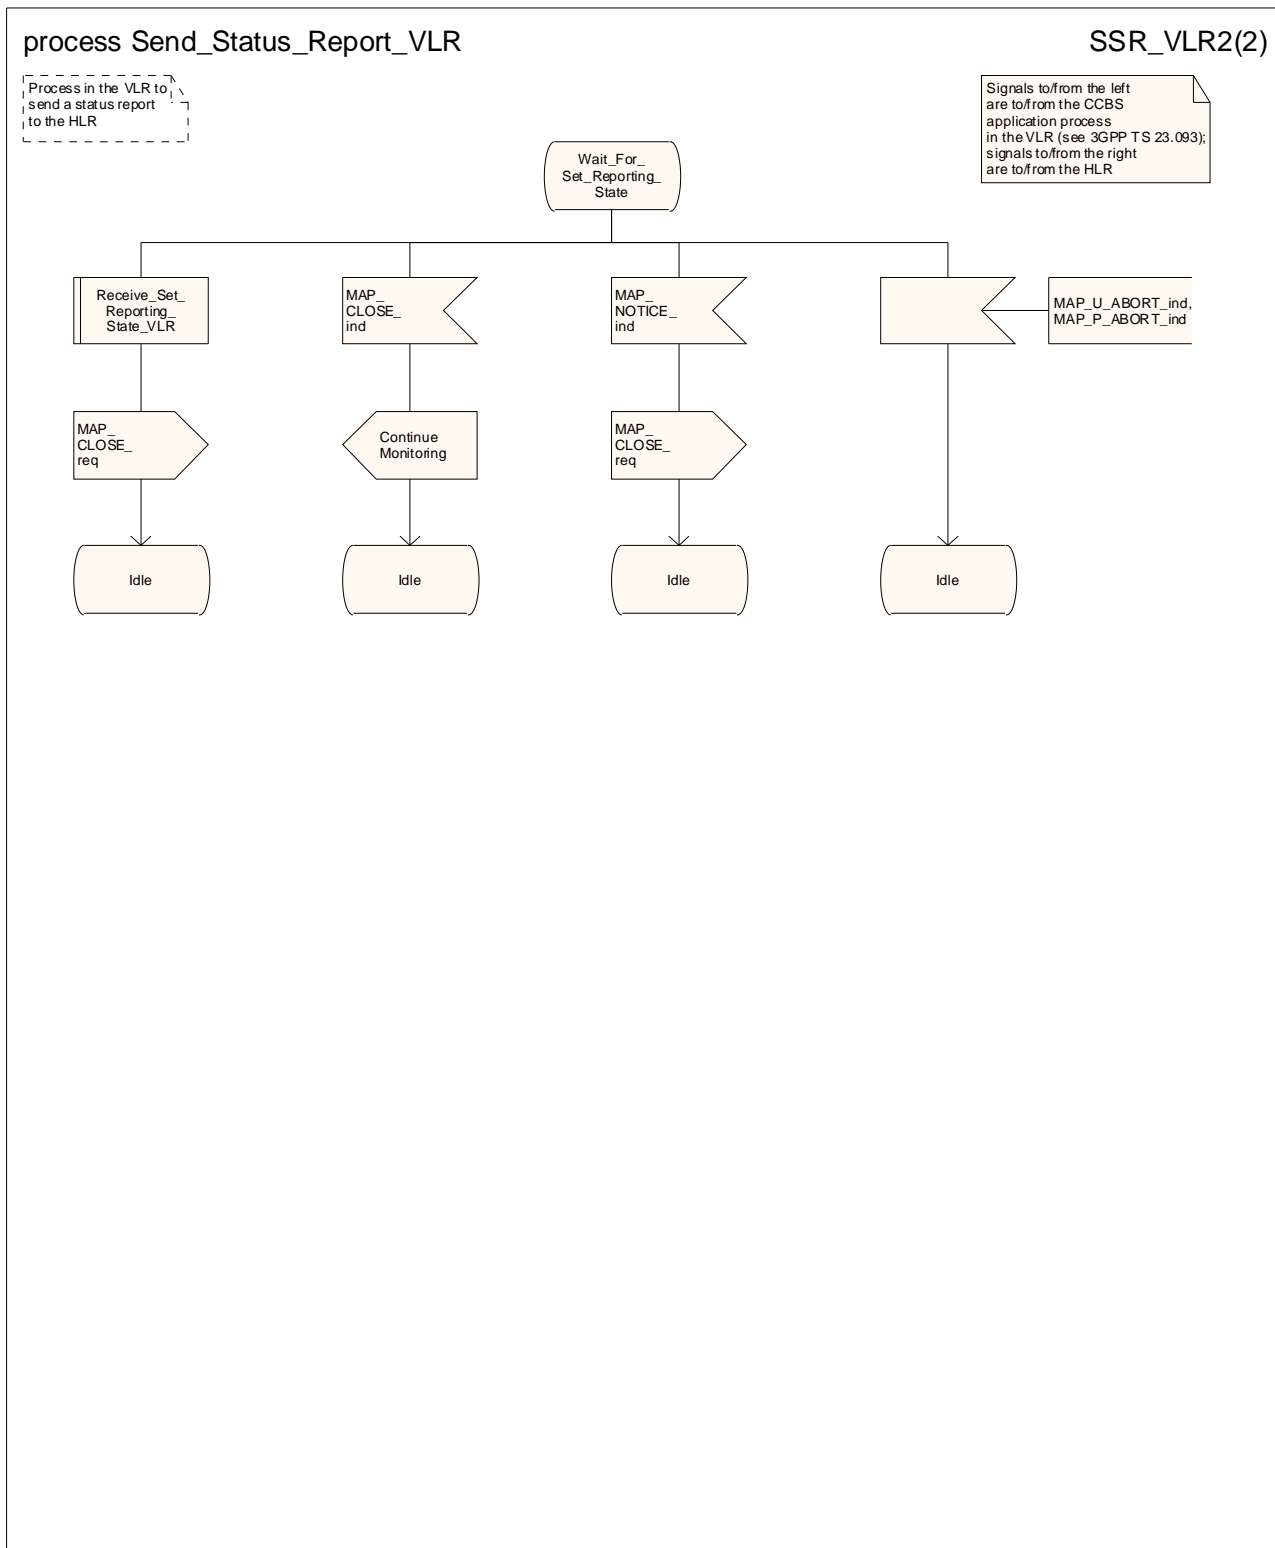 process Send_Status_Report_VLR
SSR_VLR2(2)
Process in the VLR to
send a status report
to the HLR
Signals to/from the left
are to/from the CCBS
application process
in the VLR (see 3GPP TS 23.093);
signals to/from the right
are to/from the HLR
Wait_For_
Set_Reporting_
State
Receive_Set_
Reporting_
State_VLR
MAP_
CLOSE_
ind
MAP_
NOTICE_
ind
MAP_U_ABORT_ind,
MAP_P_ABORT_ind
MAP_
CLOSE_
req
Continue
Monitoring
MAP_
CLOSE_
req
Idle
Idle
Idle
Idle